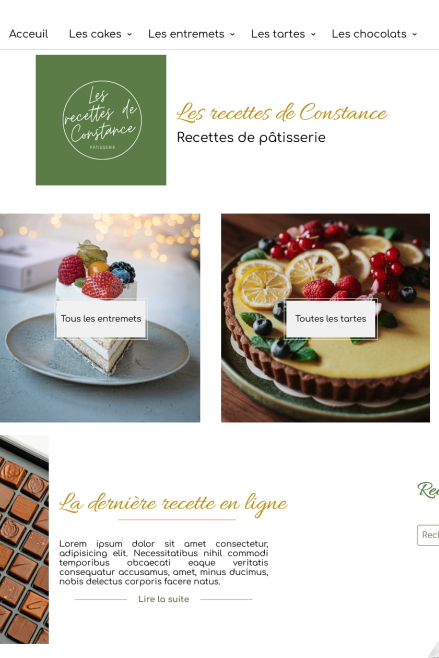 Acceuil Les cakes Les entremets Les tartes Les chocolats
Les
recettes de
Constance
PÂTISSERIE
Les recettes de Constance
Recettes de pâtisserie
Tous les entremets
Toutes les tartes
La dernière recette en ligne
Lorem ipsum dolor sit amet consectetur,
adipisicing elit. Necessitatibus nihil commodi
temporibus obcaecati eaque veritatis
consequatur accusamus, amet, minus ducimus,
nobis delectus corporis facere natus.
Lire la suite
Rec
Rech